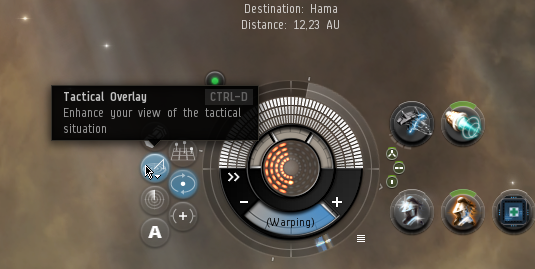 Destination: Hama
Distance: 12,23 AU
Tactical Overlay CTRL-D
Enhance your view of the tactical
situation
(Warping)
A